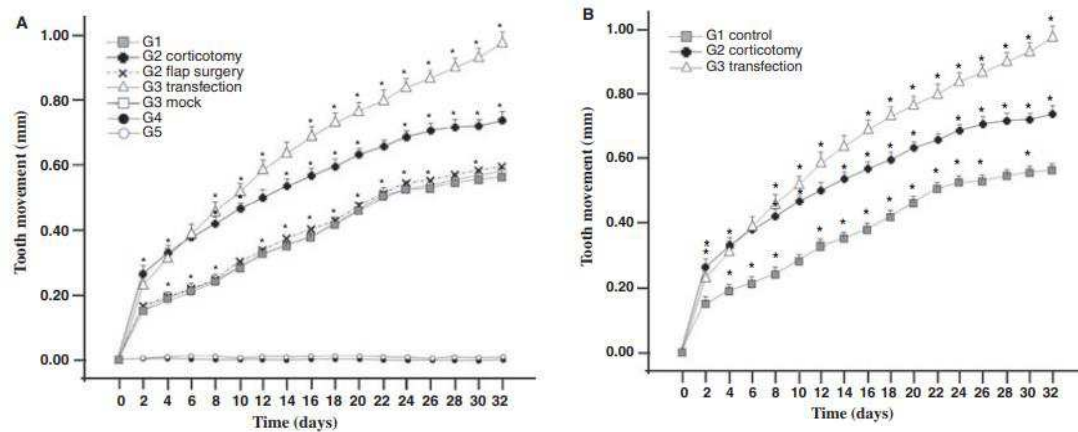 A
Tooth movement (mm)
1.00
0.80
0.60
0.40
0.20
0.00
G1
G2 corticotomy
G2 flap surgery
G3 transfection
G3 mock
G4
G5
0 2 4 6 8 10 12 14 16 18 20 22 24 26 28 30 32
Time (days)
B
Tooth movement (mm)
1.00
0.80
0.60
0.40
0.20
0.00
G1 control
G2 corticotomy
G3 transfection
0 2 4 6 8 10 12 14 16 18 20 22 24 26 28 30 32
Time (days)